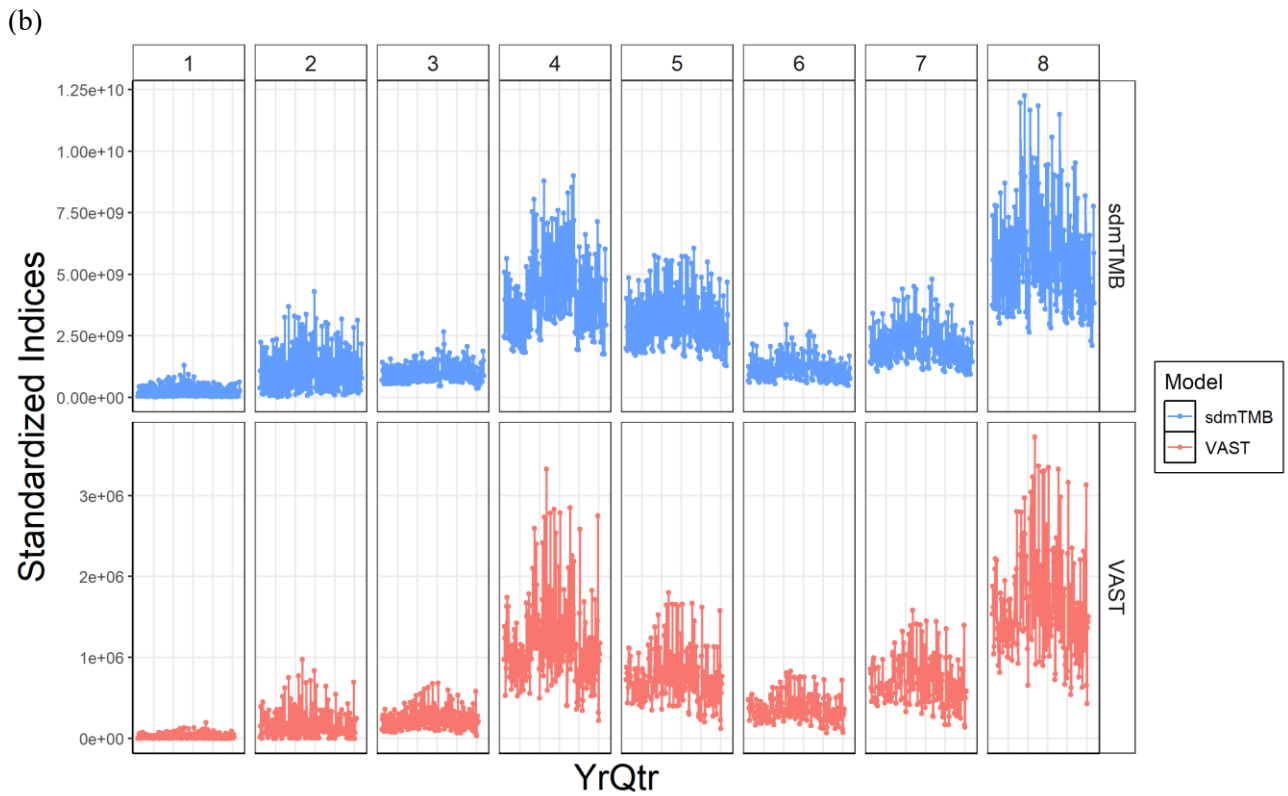 (b)
1 2 3 4 5 6 7 8
1.25e+10
1.00e+10
7.50e+09
5.00e+09
2.50e+09
0.00e+00
sdmTMB
3e+06
2e+06
1e+06
0e+00
VAST
Standardized Indices
YrQtr
Model
sdmTMB
VAST